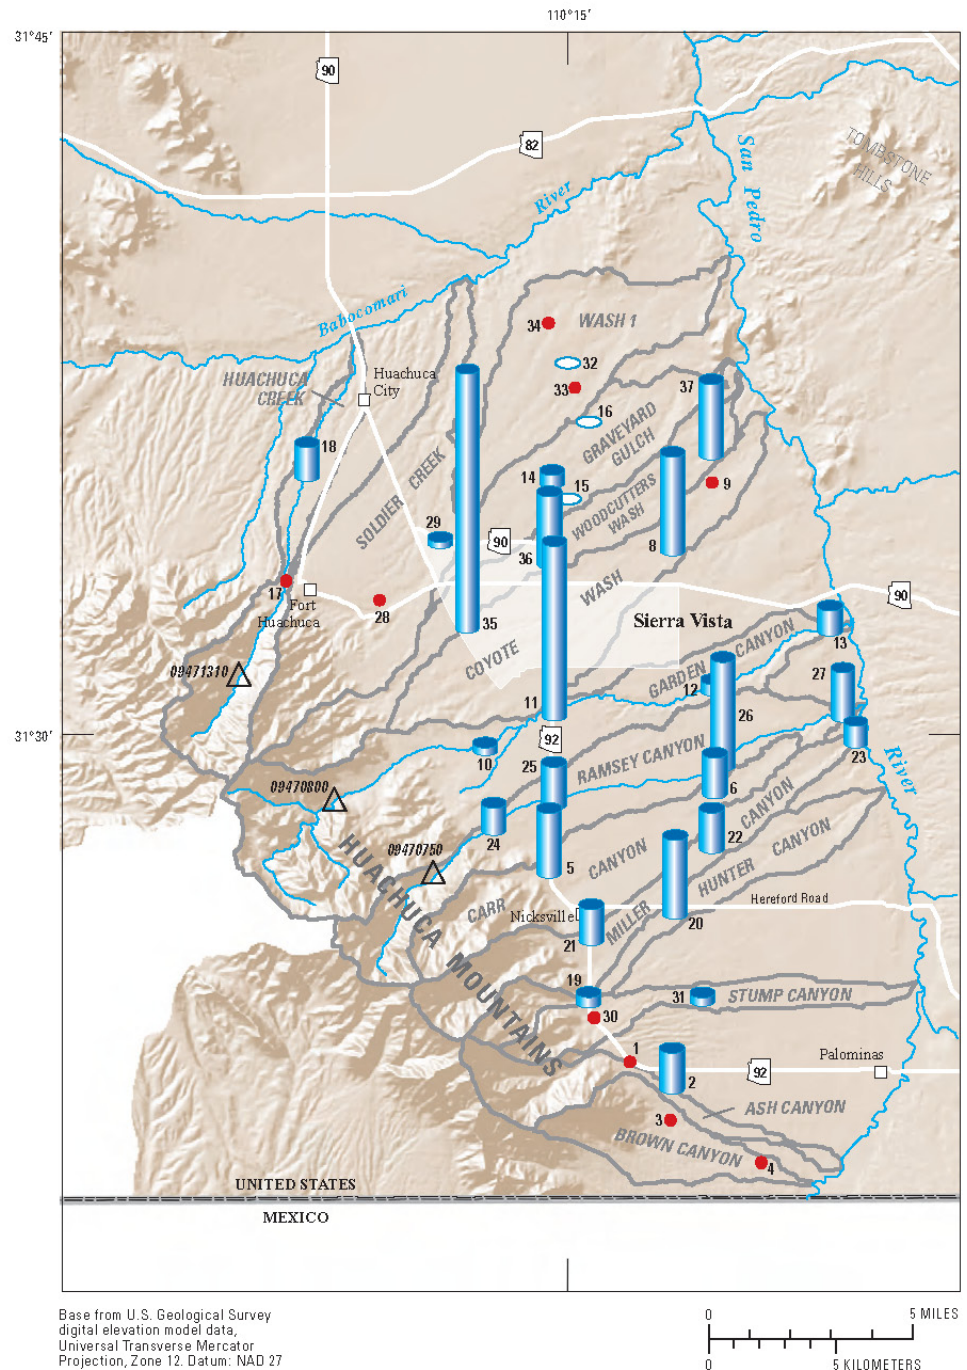 110°15′
31°45′
90
82
San Pedro
TOMBSTONE
HILLS
River
Babocomari
34
WASH 1
32
HUACHUCA
CREEK
Huachuca
City
33
37
16
GRAVEYARD
GULCH
18
14
15
9
SOLDIER CREEK
WOODCUTTERS
WASH
29
90
36
8
17
Fort
Huachuca
28
WASH
90
35
COYOTE
Sierra Vista
13
09471310
GARDEN CANYON
12
27
11
26
31°30′
92
10
25
RAMSEY CANYON
23
River
09470800
6
24
22
CANYON
09470750
HUACHUCA MOUNTAINS
5
CANYON
HUNTER CANYON
CARR
Nicksville
MILLER
Hereford Road
20
21
19
31
STUMP CANYON
30
1
92
Palominas
2
ASH CANYON
3
BROWN CANYON
4
UNITED STATES
MEXICO
Base from U.S. Geological Survey
digital elevation model data,
Universal Transverse Mercator
Projection, Zone 12. Datum: NAD 27
0 5 MILES
0 5 KILOMETERS